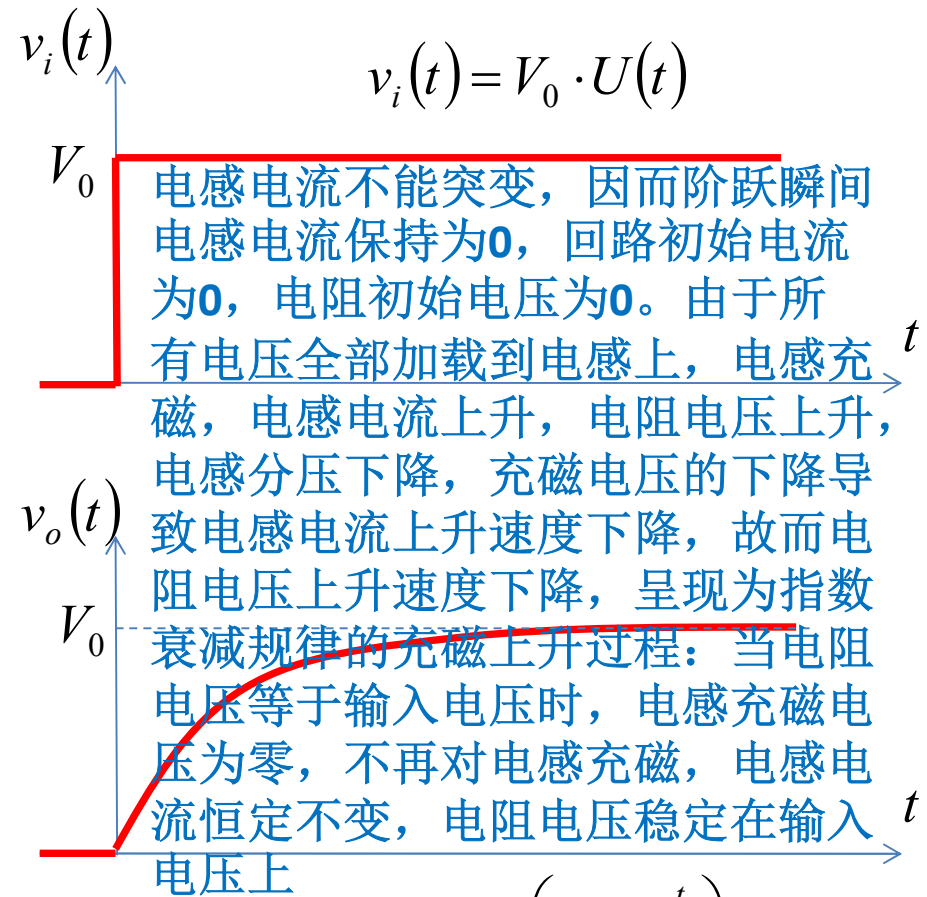 v_i(t)
v_i(t) = V_0 · U(t)
V_0
电感电流不能突变，因而阶跃瞬间
电感电流保持为0，回路初始电流
为0，电阻初始电压为0。由于所
t
有电压全部加载到电感上，电感充
磁，电感电流上升，电阻电压上升，
电感分压下降，充磁电压的下降导
v_o(t)
致电感电流上升速度下降，故而电
阻电压上升速度下降，呈现为指数
V_0
衰减规律的充磁上升过程：当电阻
电压等于输入电压时，电感充磁电
压为零，不再对电感充磁，电感电
t
流恒定不变，电阻电压稳定在输入
电压上